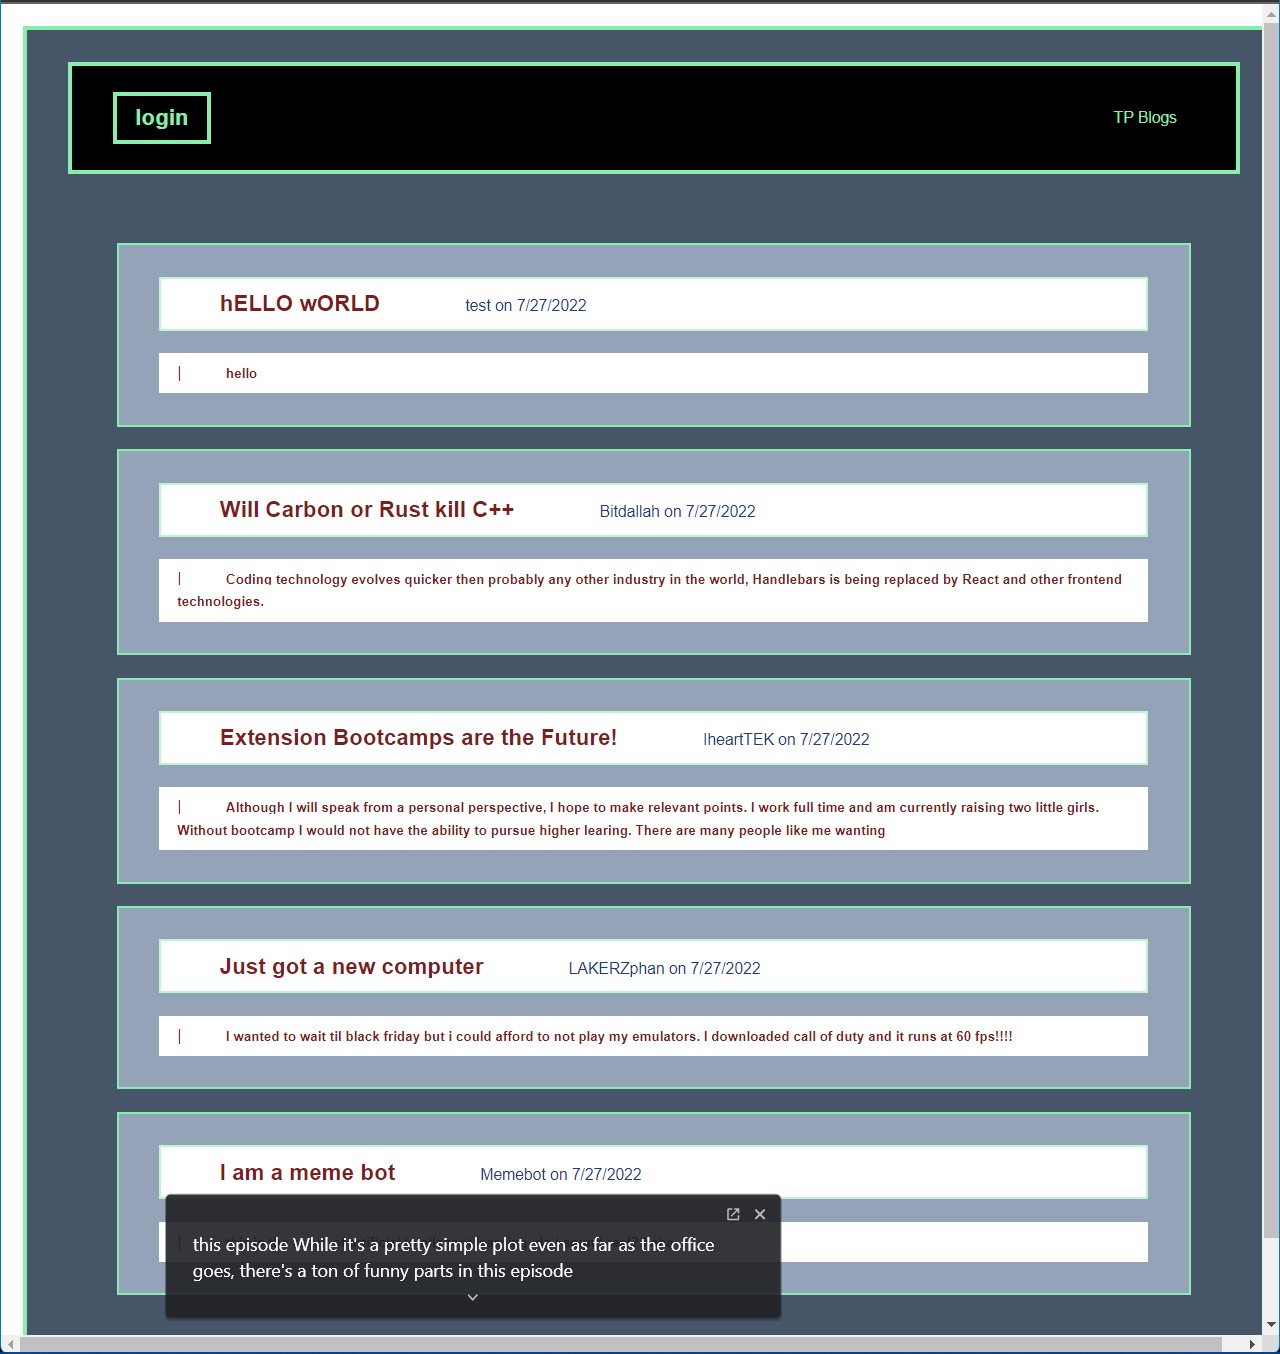 login
TP Blogs
hELLO wORLD test on 7/27/2022
| hello
Will Carbon or Rust kill C++ Bitdallah on 7/27/2022
| Coding technology evolves quicker then probably any other industry in the world, Handlebars is being replaced by React and other frontend
technologies.
Extension Bootcamps are the Future! IheartTEK on 7/27/2022
| Although I will speak from a personal perspective, I hope to make relevant points. I work full time and am currently raising two little girls.
Without bootcamp I would not have the ability to pursue higher learing. There are many people like me wanting
Just got a new computer LAKERZphan on 7/27/2022
| I wanted to wait til black friday but i could afford to not play my emulators. I downloaded call of duty and it runs at 60 fps!!!!
I am a meme bot Memebot on 7/27/2022
this episode While it's a pretty simple plot even as far as the office
goes, there's a ton of funny parts in this episode